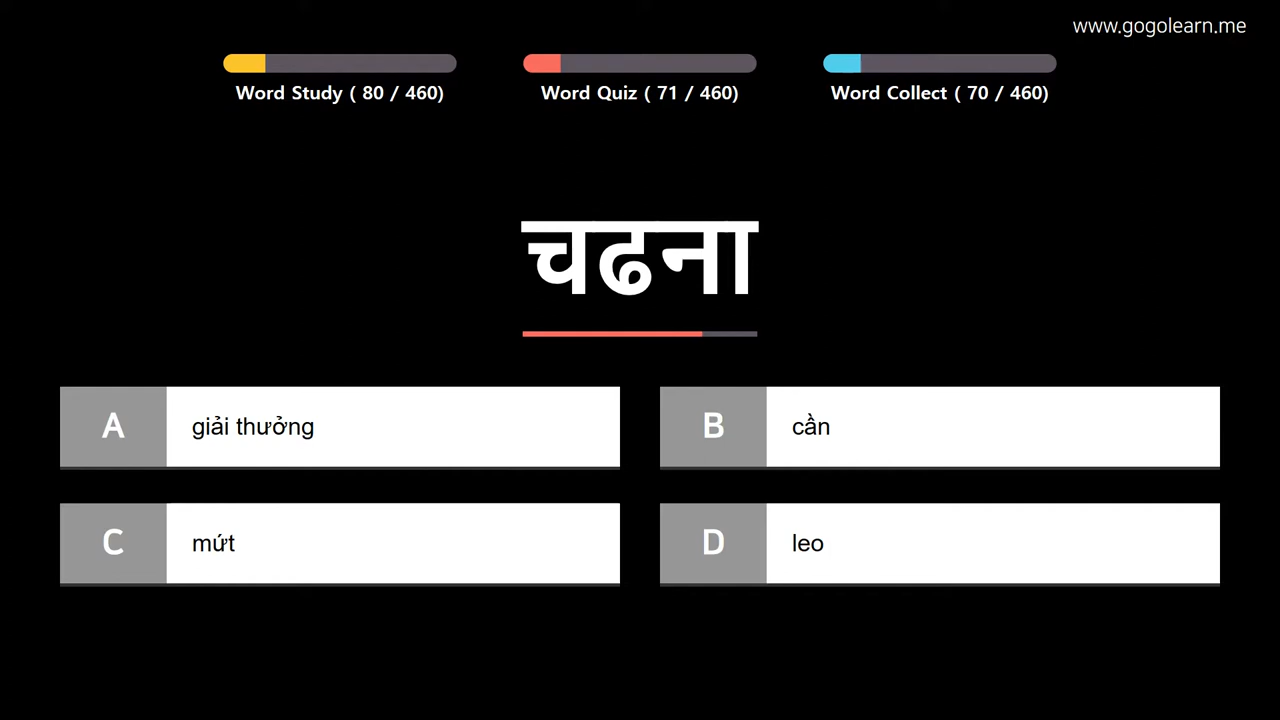 www.gogolearn.me
Word Study ( 80 / 460)
Word Quiz ( 71 / 460)
Word Collect ( 70 / 460)
चढना
A giải thưởng
B cần
C mứt
D leo